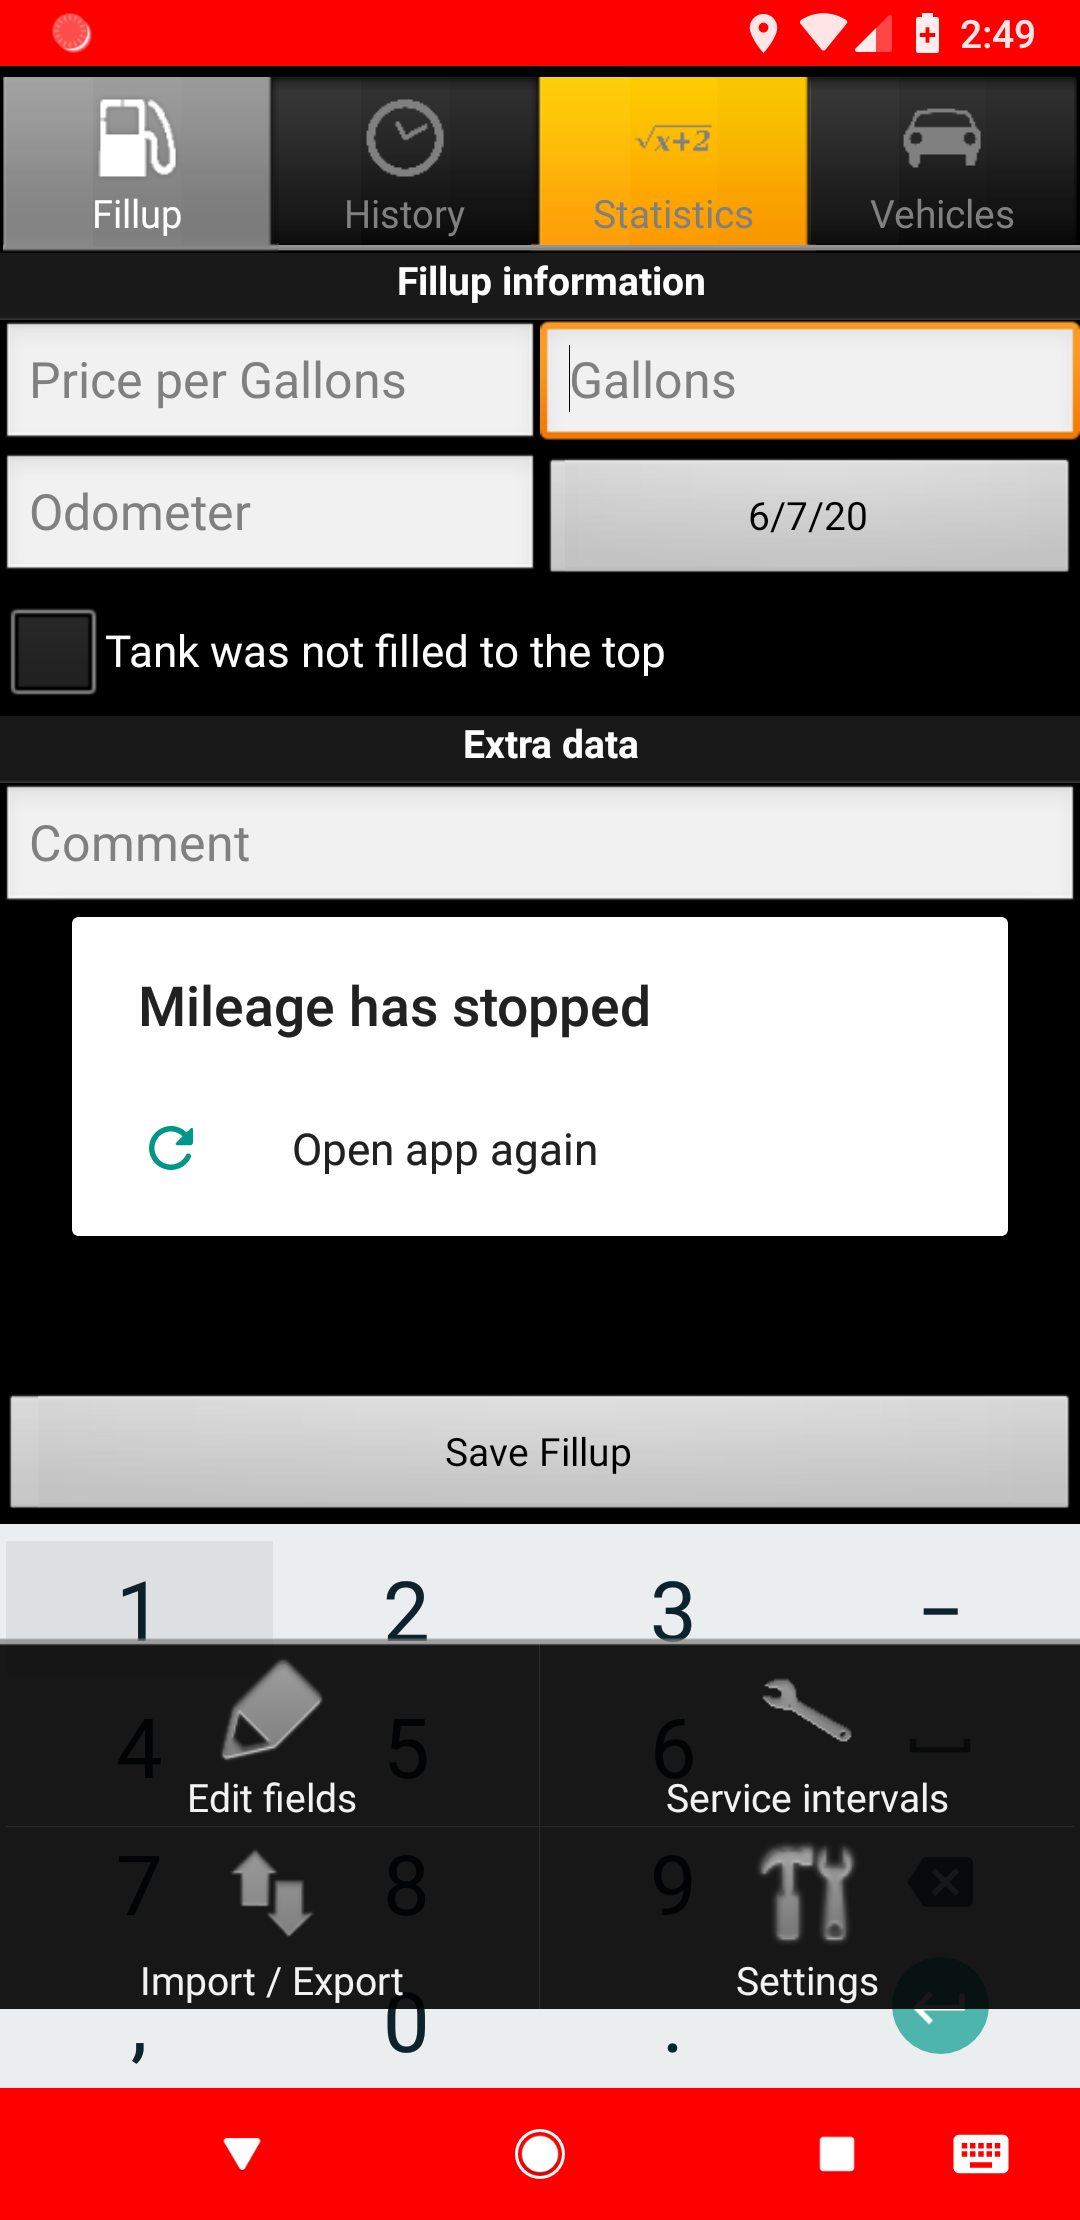 2:49
Fillup
History
√x+2
Statistics
Vehicles
Fillup information
Price per Gallons
Gallons
Odometer
6/7/20
Tank was not filled to the top
Extra data
Comment
Mileage has stopped
Open app again
Save Fillup
1 2 3 –
4 5 6
Edit fields
Service intervals
7 8 9
Import / Export
Settings
, 0 .